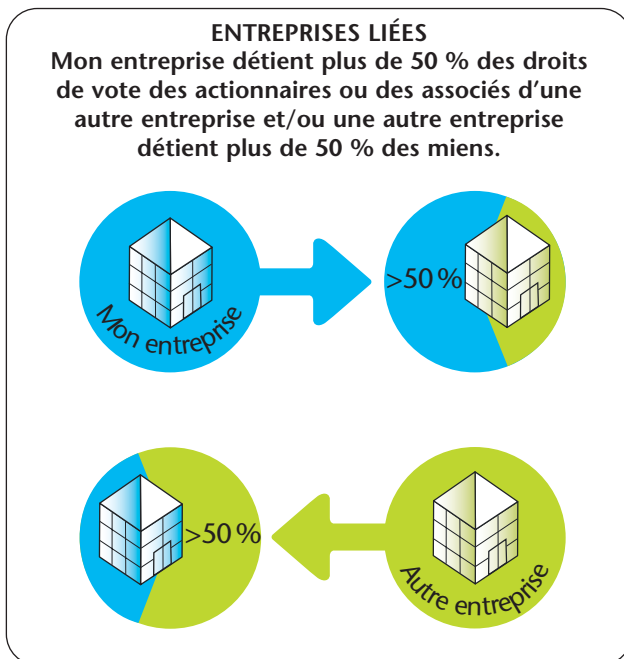 ENTREPRISES LIÉES
Mon entreprise détient plus de 50 % des droits
de vote des actionnaires ou des associés d’une
autre entreprise et/ou une autre entreprise
détient plus de 50 % des miens.
Mon entreprise
>50 %
>50 %
Autre entreprise